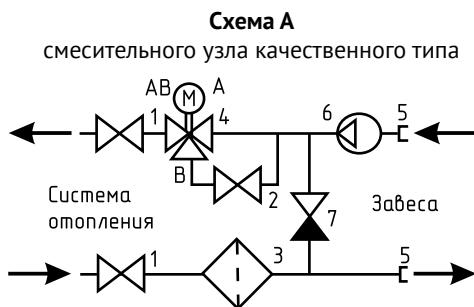 Схема А
смесительного узла качественного типа
АВ М А
1 4 6 5
В
2
Система
отопления
7 Завеса
1 3 5